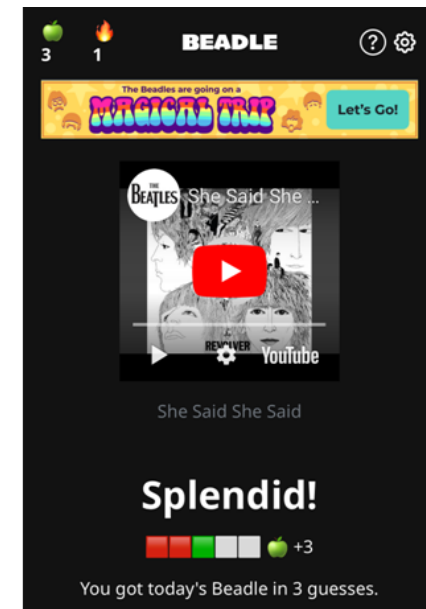 3 1 BEADLE ?
The Beadles are going on a
MAGICAL TRIP
Let's Go!
THE
BEATLES She Said She ...
REVOLVER YouTube
She Said She Said
Splendid!
+3
You got today's Beadle in 3 guesses.